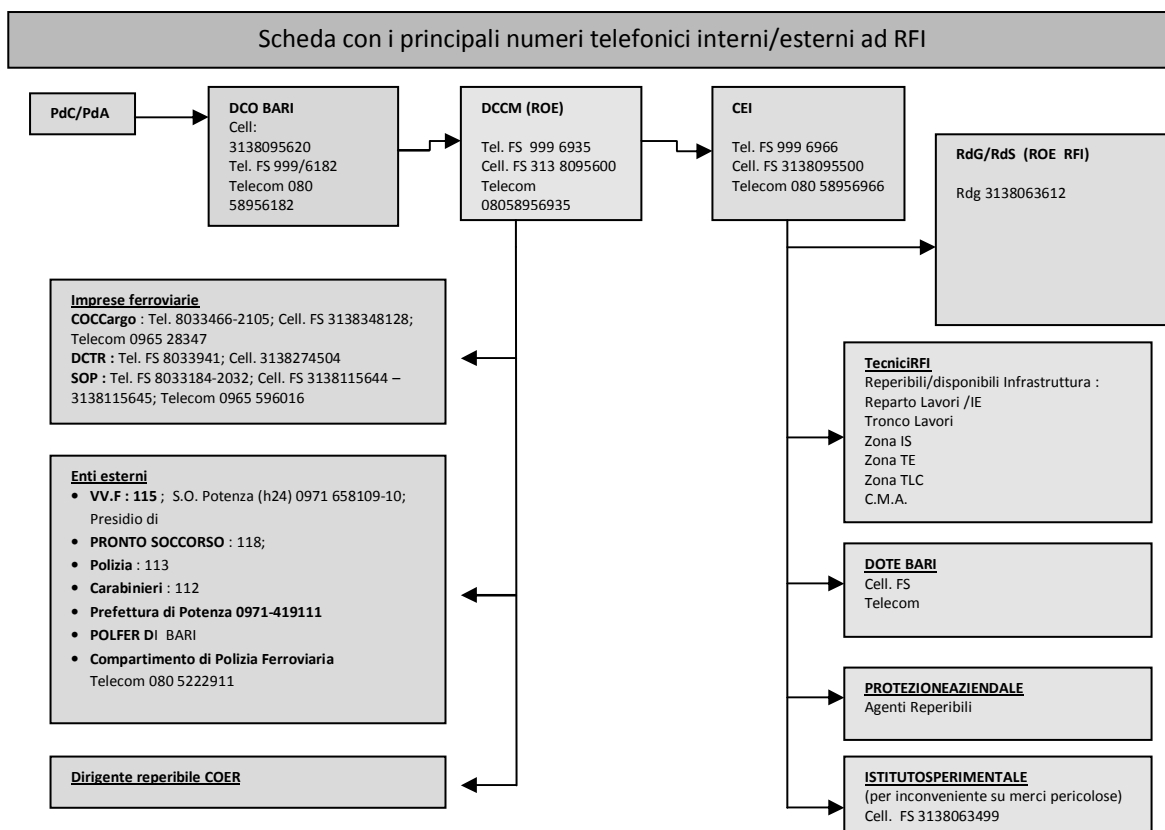 Scheda con i principali numeri telefonici interni/esterni ad RFI
PdC/PdA
DCO BARI
Cell:
3138095620
Tel. FS 999/6182
Telecom 080
58956182
DCCM (ROE)
Tel. FS 999 6935
Cell. FS 313 8095600
Telecom
08058956935
CEI
Tel. FS 999 6966
Cell. FS 3138095500
Telecom 080 58956966
RdG/RdS (ROE RFI)
Rdg 3138063612
Imprese ferroviarie
COCCargo : Tel. 8033466-2105; Cell. FS 3138348128;
Telecom 0965 28347
DCTR : Tel. FS 8033941; Cell. 3138274504
SOP : Tel. FS 8033184-2032; Cell. FS 3138115644 –
3138115645; Telecom 0965 596016
TecniciRFI
Reperibili/disponibili Infrastruttura :
Reparto Lavori /IE
Tronco Lavori
Zona IS
Zona TE
Zona TLC
C.M.A.
Enti esterni
• VV.F : 115 ; S.O. Potenza (h24) 0971 658109-10;
Presidio di
• PRONTO SOCCORSO : 118;
• Polizia : 113
• Carabinieri : 112
• Prefettura di Potenza 0971-419111
• POLFER DI BARI
• Compartimento di Polizia Ferroviaria
Telecom 080 5222911
DOTE BARI
Cell. FS
Telecom
PROTEZIONEAZIENDALE
Agenti Reperibili
Dirigente reperibile COER
ISTITUTOSPERIMENTALE
(per inconveniente su merci pericolose)
Cell. FS 3138063499